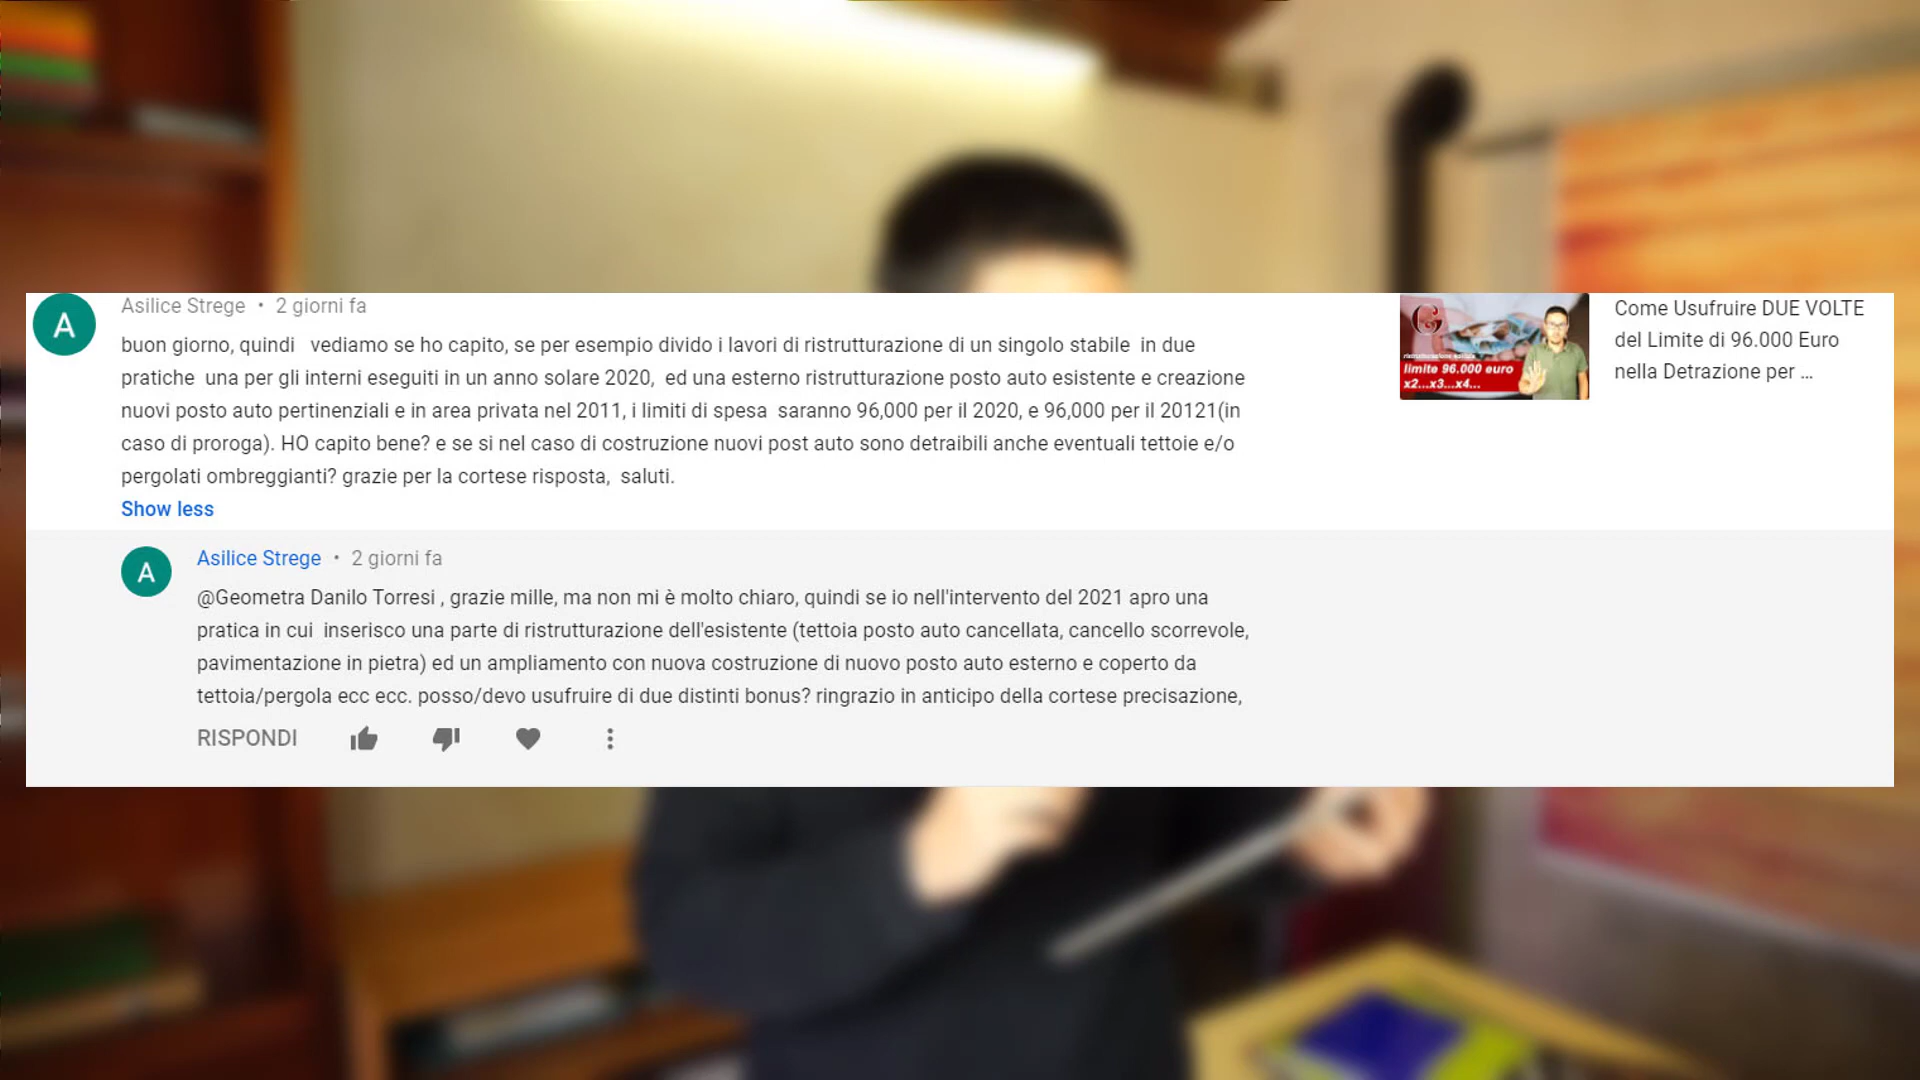 A
Asilice Strege • 2 giorni fa
buon giorno, quindi vediamo se ho capito, se per esempio divido i lavori di ristrutturazione di un singolo stabile in due
pratiche una per gli interni eseguiti in un anno solare 2020, ed una esterno ristrutturazione posto auto esistente e creazione
nuovi posto auto pertinenziali e in area privata nel 2011, i limiti di spesa saranno 96,000 per il 2020, e 96,000 per il 20121(in
caso di proroga). HO capito bene? e se si nel caso di costruzione nuovi post auto sono detraibili anche eventuali tettoie e/o
pergolati ombreggianti? grazie per la cortese risposta, saluti.
Show less
limite 96.000 euro
x2...x3...x4...
Come Usufruire DUE VOLTE
del Limite di 96.000 Euro
nella Detrazione per ...
A
Asilice Strege • 2 giorni fa
@Geometra Danilo Torresi , grazie mille, ma non mi è molto chiaro, quindi se io nell'intervento del 2021 apro una
pratica in cui inserisco una parte di ristrutturazione dell'esistente (tettoia posto auto cancellata, cancello scorrevole,
pavimentazione in pietra) ed un ampliamento con nuova costruzione di nuovo posto auto esterno e coperto da
tettoia/pergola ecc ecc. posso/devo usufruire di due distinti bonus? ringrazio in anticipo della cortese precisazione,
RISPONDI